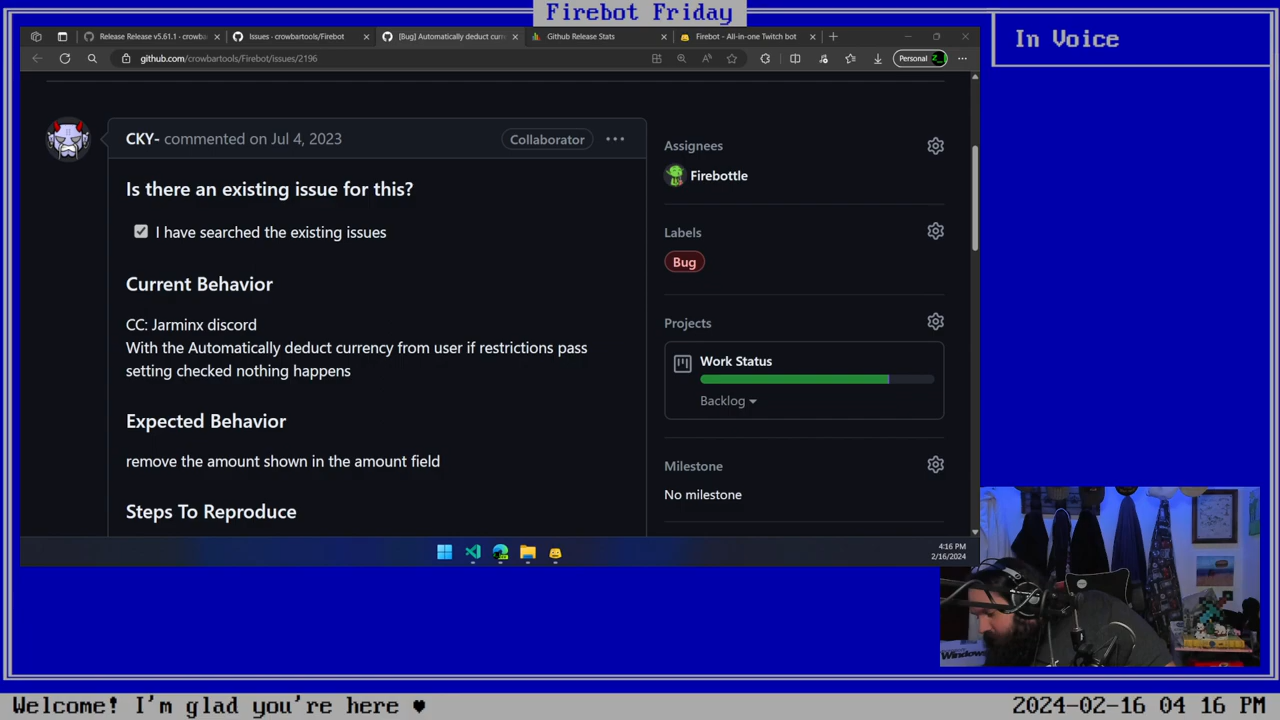 Firebot Friday
In Voice
Release Release v5.61.1 · crowba
Issues · crowbartools/Firebot
[Bug] Automatically deduct curr
Github Release Stats
Firebot - All-in-one Twitch bot
github.com/crowbartools/Firebot/issues/2196
Personal
CKY- commented on Jul 4, 2023
Collaborator
Is there an existing issue for this?
I have searched the existing issues
Current Behavior
CC: Jarminx discord
With the Automatically deduct currency from user if restrictions pass
setting checked nothing happens
Expected Behavior
remove the amount shown in the amount field
Steps To Reproduce
Assignees
Firebottle
Labels
Bug
Projects
Work Status
Backlog
Milestone
No milestone
4:16 PM
2/16/2024
Windows
Welcome! I'm glad you're here ♥
2024-02-16 04 16 PM